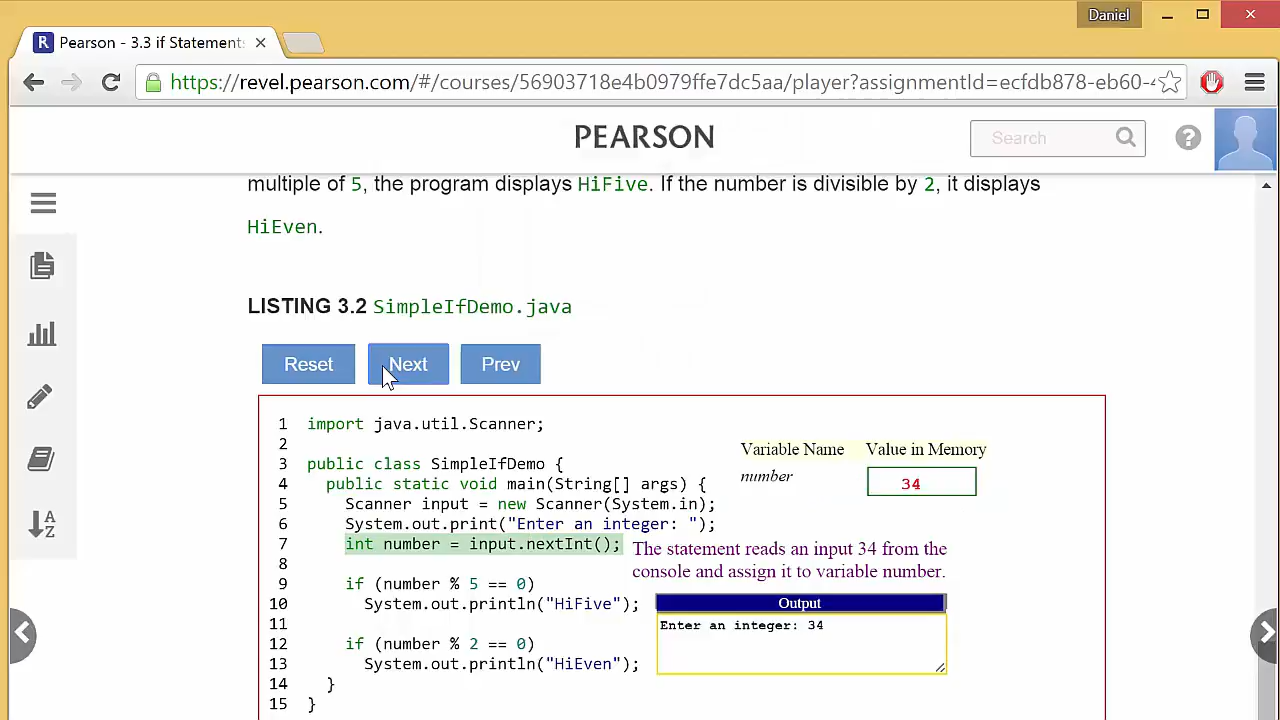 Daniel
R Pearson - 3.3 if Statements
https://revel.pearson.com/#/courses/56903718e4b0979ffe7dc5aa/player?assignmentId=ecfdb878-eb60-4
PEARSON
Search
?
multiple of 5, the program displays HiFive. If the number is divisible by 2, it displays
HiEven.
LISTING 3.2 SimpleIfDemo.java
Reset Next Prev
1 import java.util.Scanner;
2
3 public class SimpleIfDemo {
4 public static void main(String[] args) {
5 Scanner input = new Scanner(System.in);
6 System.out.print("Enter an integer: ");
7 int number = input.nextInt();
8
9 if (number % 5 == 0)
10 System.out.println("HiFive");
11
12 if (number % 2 == 0)
13 System.out.println("HiEven");
14 }
15 }
Variable Name Value in Memory
number 34
The statement reads an input 34 from the
console and assign it to variable number.
Output
Enter an integer: 34
A
Z